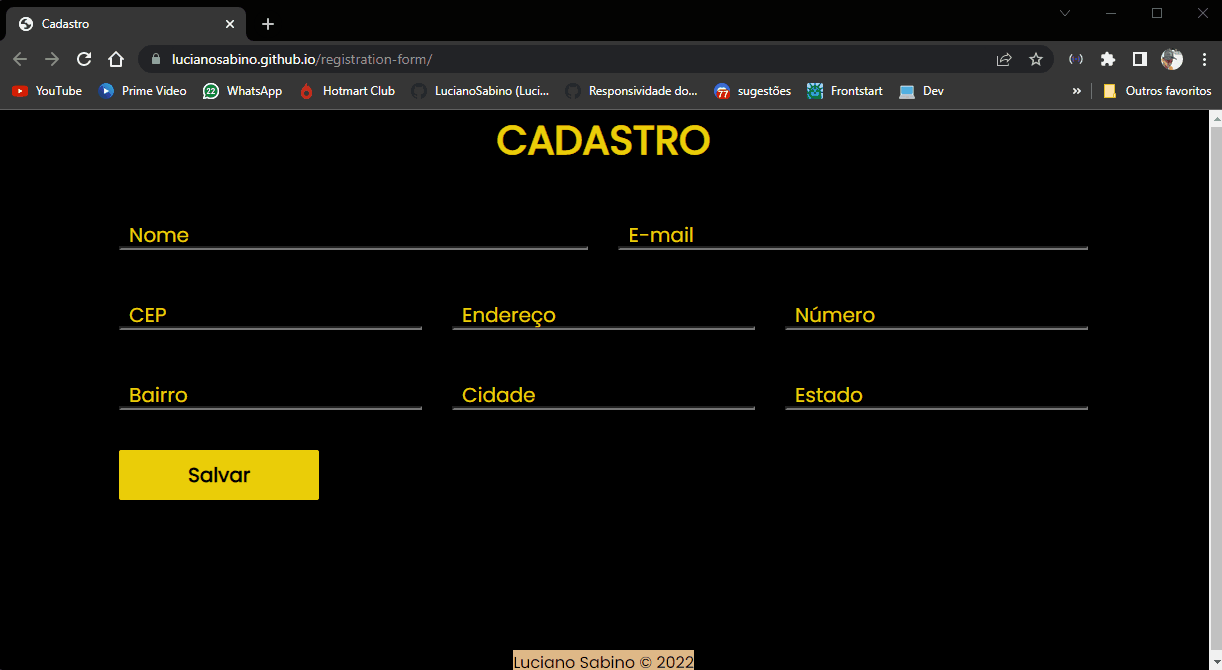 Cadastro
lucianosabino.github.io/registration-form/
YouTube Prime Video 22 WhatsApp Hotmart Club LucianoSabino (Luci... Responsividade do... 77 sugestões Frontstart Dev » Outros favoritos
CADASTRO
Nome E-mail
CEP Endereço Número
Bairro Cidade Estado
Salvar
Luciano Sabino © 2022